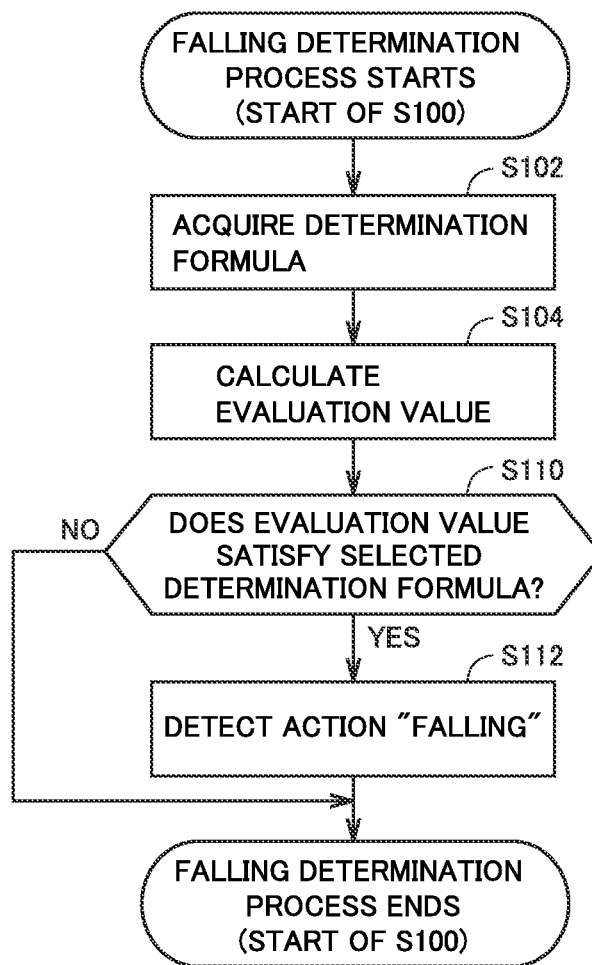 FALLING DETERMINATION
PROCESS STARTS
(START OF S100)
S102
ACQUIRE DETERMINATION
FORMULA
S104
CALCULATE
EVALUATION VALUE
S110
NO
DOES EVALUATION VALUE
SATISFY SELECTED
DETERMINATION FORMULA?
YES
S112
DETECT ACTION "FALLING"
FALLING DETERMINATION
PROCESS ENDS
(START OF S100)